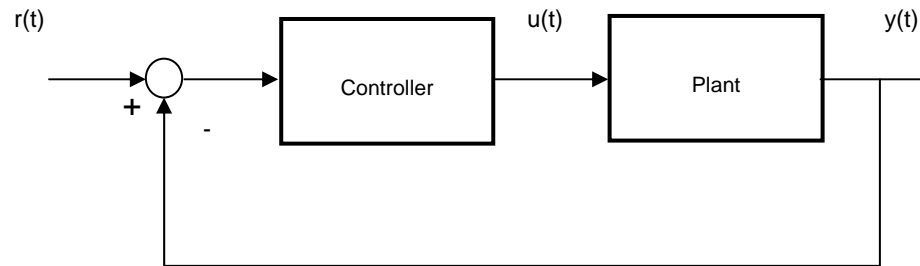 r(t) u(t) y(t)
Controller Plant
+
-